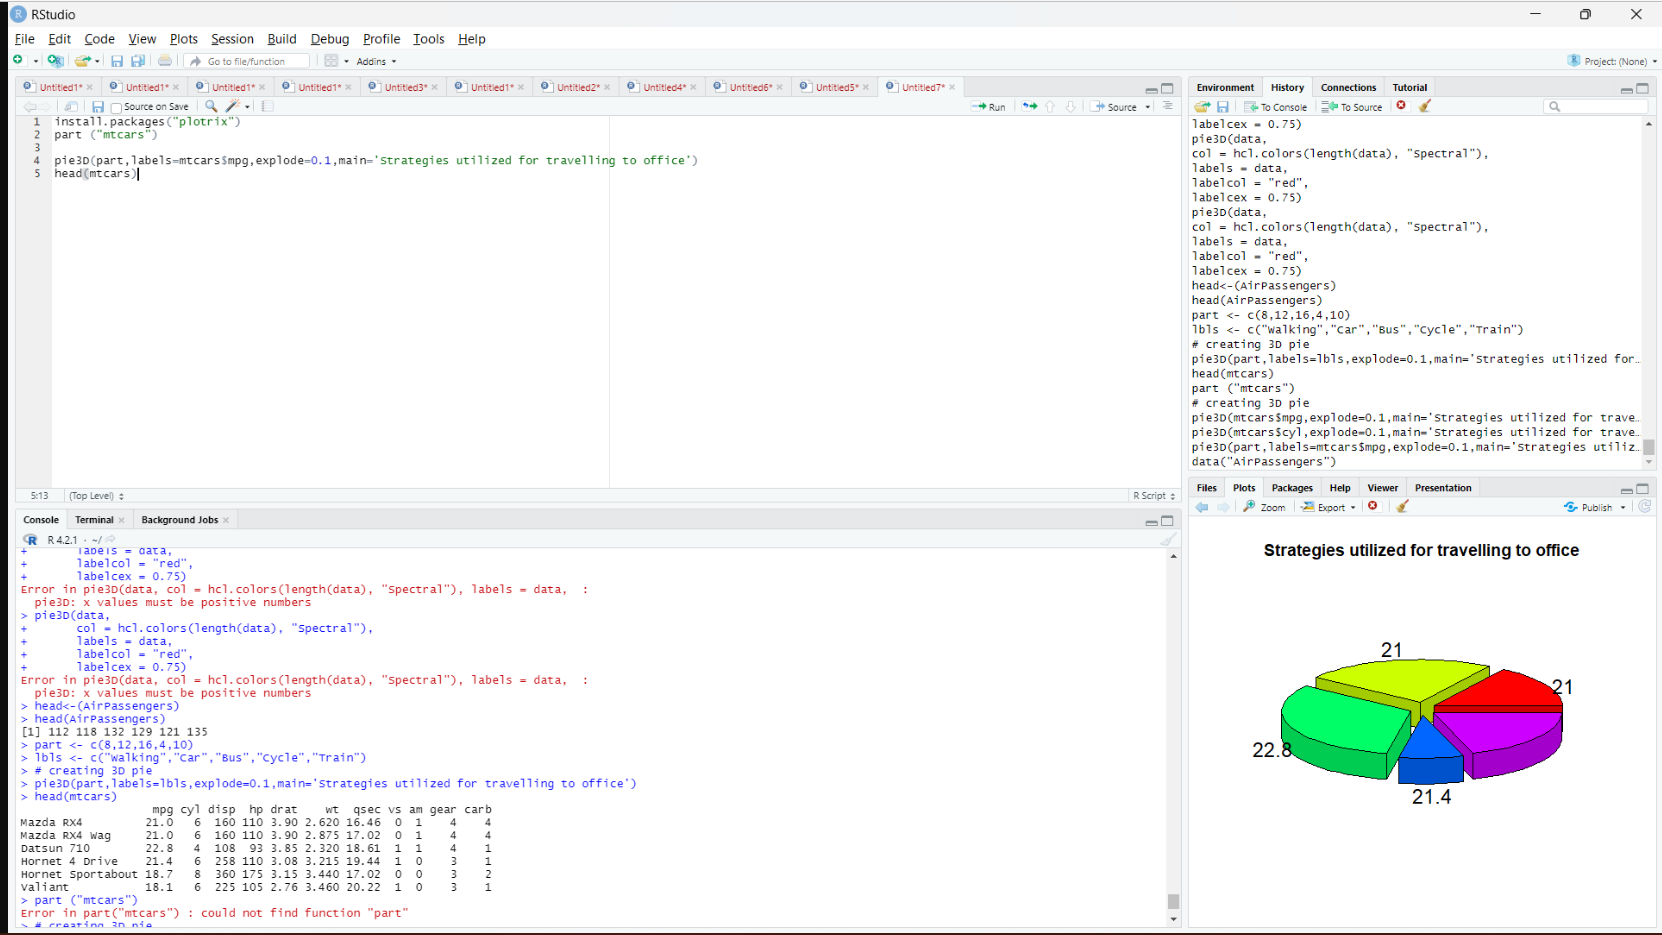 RStudio
File Edit Code View Plots Session Build Debug Profile Tools Help
Go to file/function Addins Project: (None)
Untitled1* Untitled1* Untitled1* Untitled1* Untitled3* Untitled1* Untitled2* Untitled4* Untitled6* Untitled5* Untitled7*
Source on Save Run Source
1 install.packages("plotrix")
2 part ("mtcars")
3
4 pie3D(part,labels=mtcars$mpg,explode=0.1,main='Strategies utilized for travelling to office')
5 head(mtcars)
5:13 (Top Level) R Script
Console Terminal Background Jobs
R 4.2.1 · ~/
+ labels = data,
+ labelcol = "red",
+ labelcex = 0.75)
Error in pie3D(data, col = hcl.colors(length(data), "Spectral"), labels = data, :
pie3D: x values must be positive numbers
> pie3D(data,
+ col = hcl.colors(length(data), "Spectral"),
+ labels = data,
+ labelcol = "red",
+ labelcex = 0.75)
Error in pie3D(data, col = hcl.colors(length(data), "Spectral"), labels = data, :
pie3D: x values must be positive numbers
> head<-(AirPassengers)
> head(AirPassengers)
[1] 112 118 132 129 121 135
> part <- c(8,12,16,4,10)
> lbls <- c("Walking","Car","Bus","Cycle","Train")
> # creating 3D pie
> pie3D(part,labels=lbls,explode=0.1,main='Strategies utilized for travelling to office')
> head(mtcars)
mpg cyl disp hp drat wt qsec vs am gear carb
Mazda RX4 21.0 6 160 110 3.90 2.620 16.46 0 1 4 4
Mazda RX4 Wag 21.0 6 160 110 3.90 2.875 17.02 0 1 4 4
Datsun 710 22.8 4 108 93 3.85 2.320 18.61 1 1 4 1
Hornet 4 Drive 21.4 6 258 110 3.08 3.215 19.44 1 0 3 1
Hornet Sportabout 18.7 8 360 175 3.15 3.440 17.02 0 0 3 2
Valiant 18.1 6 225 105 2.76 3.460 20.22 1 0 3 1
> part ("mtcars")
Error in part("mtcars") : could not find function "part"
> # creating 3D pie
Environment History Connections Tutorial
To Console To Source
labelcex = 0.75)
pie3D(data,
col = hcl.colors(length(data), "Spectral"),
labels = data,
labelcol = "red",
labelcex = 0.75)
pie3D(data,
col = hcl.colors(length(data), "Spectral"),
labels = data,
labelcol = "red",
labelcex = 0.75)
head<-(AirPassengers)
head(AirPassengers)
part <- c(8,12,16,4,10)
lbls <- c("Walking","Car","Bus","Cycle","Train")
# creating 3D pie
pie3D(part,labels=lbls,explode=0.1,main='Strategies utilized for…
head(mtcars)
part ("mtcars")
# creating 3D pie
pie3D(mtcars$mpg,explode=0.1,main='Strategies utilized for trave…
pie3D(mtcars$cyl,explode=0.1,main='Strategies utilized for trave…
pie3D(part,labels=mtcars$mpg,explode=0.1,main='Strategies utiliz…
data("AirPassengers")
Files Plots Packages Help Viewer Presentation
Zoom Export Publish
Strategies utilized for travelling to office
21
21
22.8
21.4